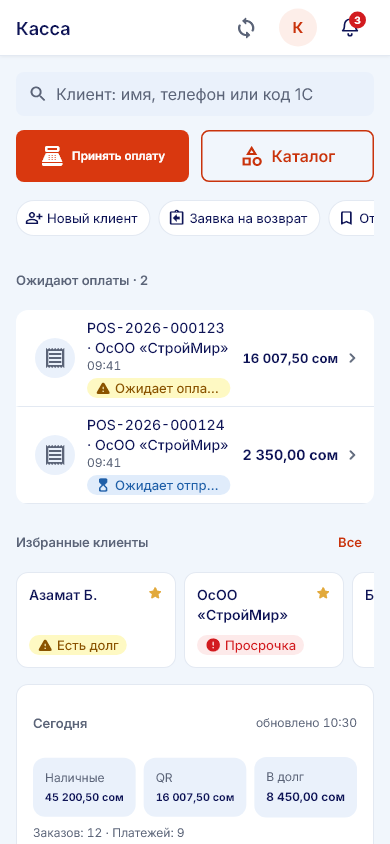 Касса
К
3
Клиент: имя, телефон или код 1С
Принять оплату
Каталог
Новый клиент
Заявка на возврат
От
Ожидают оплаты · 2
POS-2026-000123
· ОсОО «СтройМир»
09:41
Ожидает опла...
16 007,50 сом
POS-2026-000124
· ОсОО «СтройМир»
09:41
Ожидает отпр...
2 350,00 сом
Избранные клиенты
Все
Азамат Б.
Есть долг
ОсОО
«СтройМир»
Просрочка
Б
Сегодня
обновлено 10:30
Наличные
45 200,50 сом
QR
16 007,50 сом
В долг
8 450,00 сом
Заказов: 12 · Платежей: 9